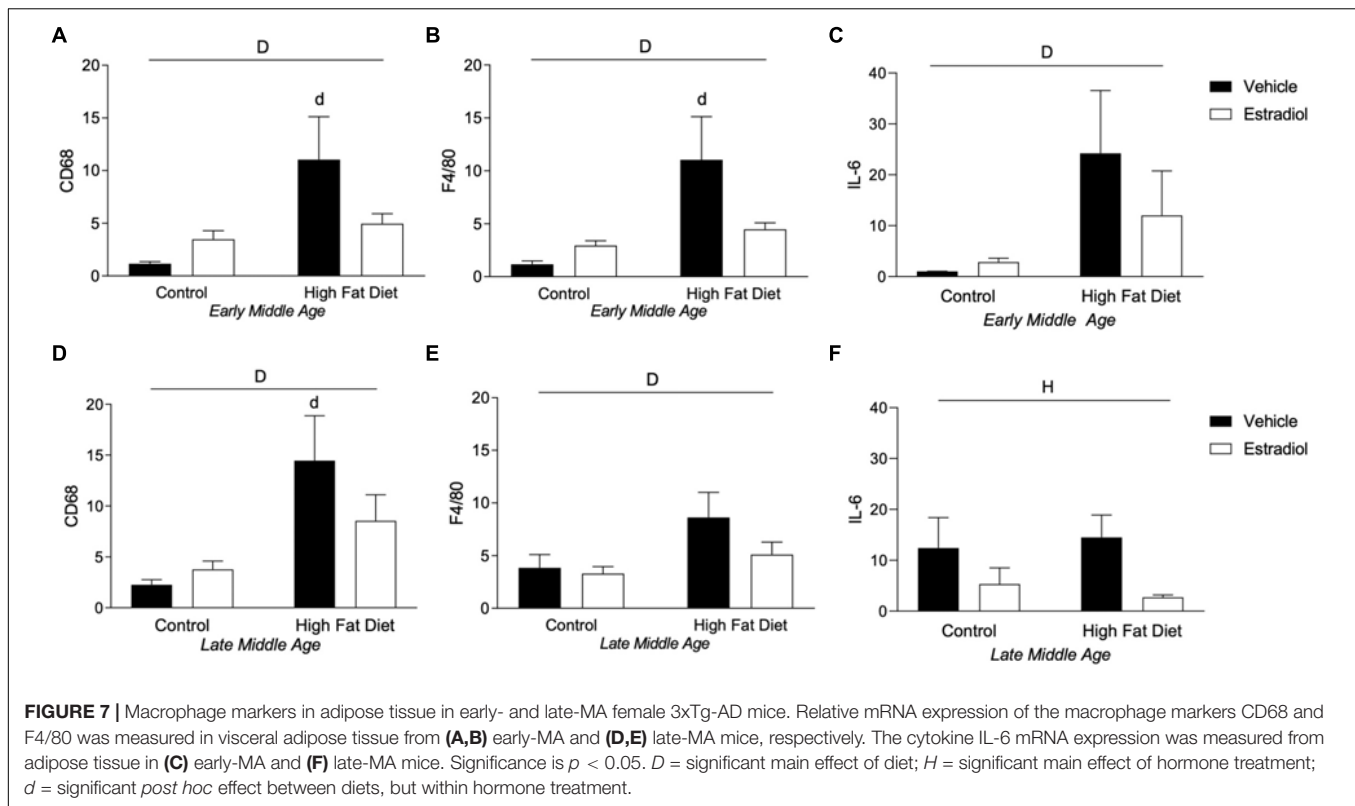 A
D
20
15
10
5
0
CD68
d
Control
High Fat Diet
Early Middle Age
B
D
20
15
10
5
0
F4/80
d
Control
High Fat Diet
Early Middle Age
C
D
40
30
20
10
0
IL-6
Control
High Fat Diet
Early Middle Age
Vehicle
Estradiol
D
D
20
15
10
5
0
CD68
d
Control
High Fat Diet
Late Middle Age
E
D
20
15
10
5
0
F4/80
Control
High Fat Diet
Late Middle Age
F
H
40
30
20
10
0
IL-6
Control
High Fat Diet
Late Middle Age
Vehicle
Estradiol
FIGURE 7 | Macrophage markers in adipose tissue in early- and late-MA female 3xTg-AD mice. Relative mRNA expression of the macrophage markers CD68 and
F4/80 was measured in visceral adipose tissue from (A,B) early-MA and (D,E) late-MA mice, respectively. The cytokine IL-6 mRNA expression was measured from
adipose tissue in (C) early-MA and (F) late-MA mice. Significance is p < 0.05. D = significant main effect of diet; H = significant main effect of hormone treatment;
d = significant post hoc effect between diets, but within hormone treatment.